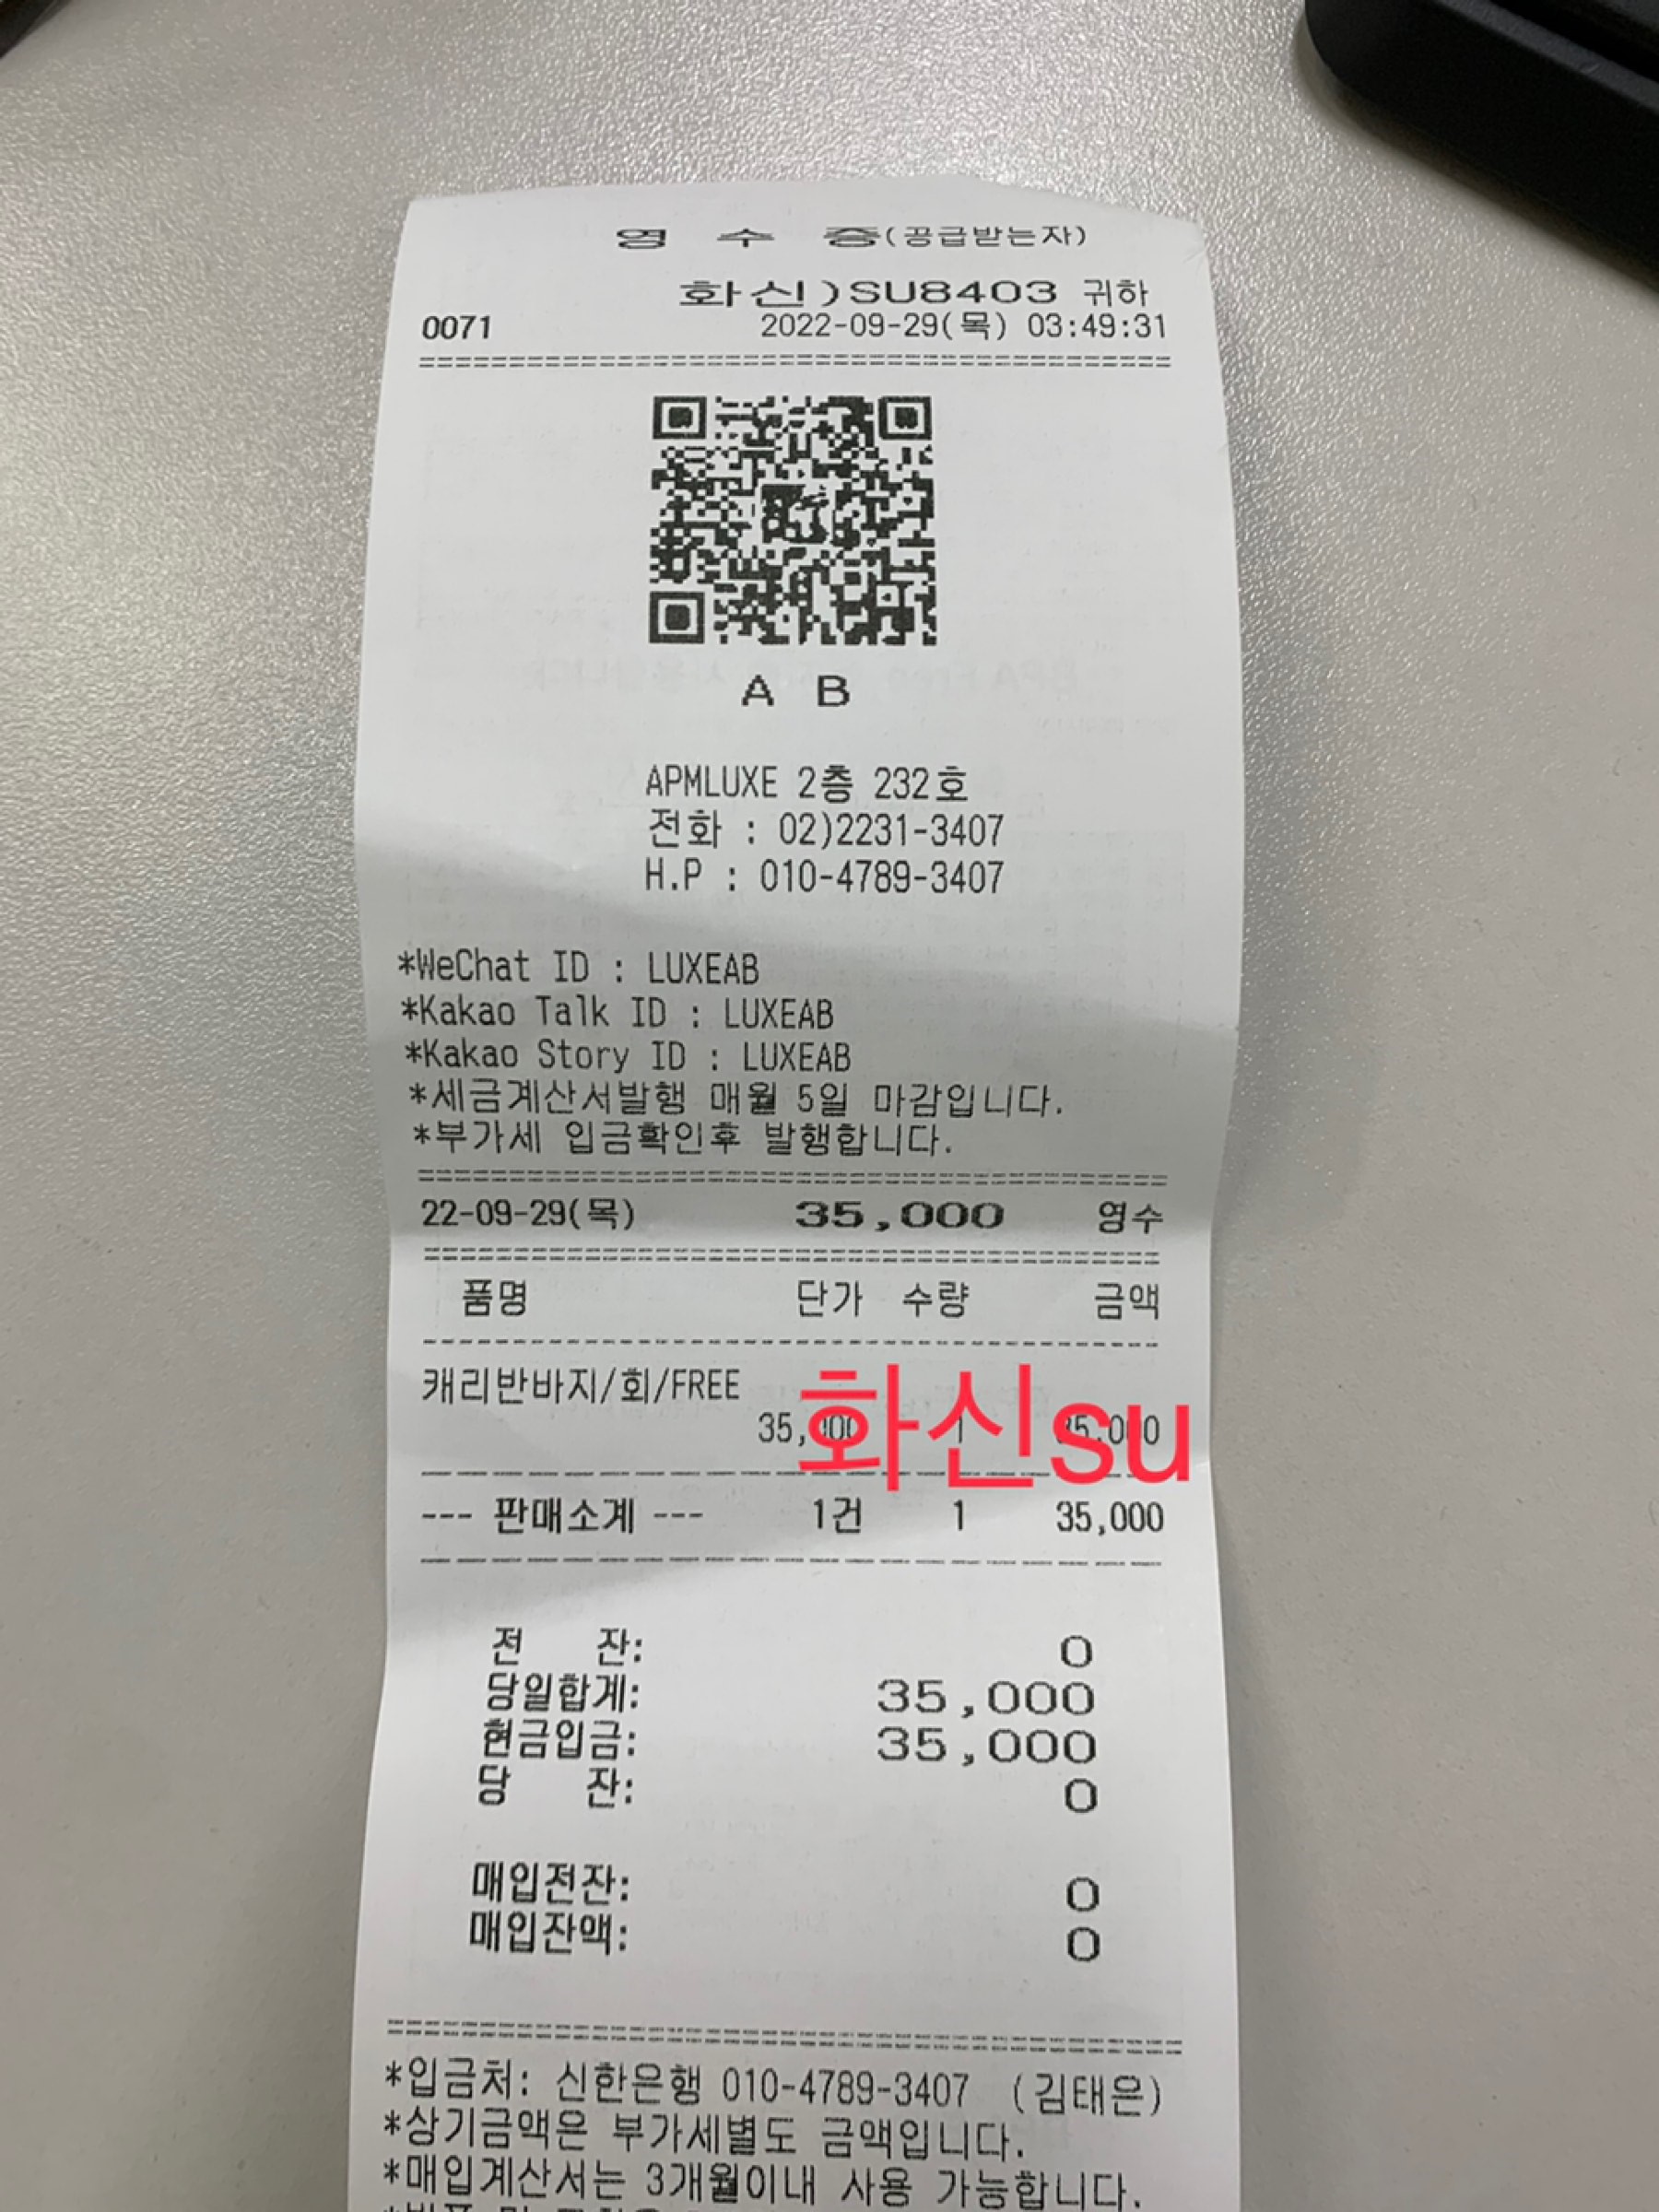 영 수 증(공급받는자)
화신)SU8403 귀하
0071 2022-09-29(목) 03:49:31
A B
APMLUXE 2층 232호
전화 : 02)2231-3407
H.P : 010-4789-3407
*WeChat ID : LUXEAB
*Kakao Talk ID : LUXEAB
*Kakao Story ID : LUXEAB
*세금계산서발행 매월 5일 마감입니다.
*부가세 입금확인후 발행합니다.
22-09-29(목) 35,000 영수
품명 단가 수량 금액
캐리반바지/회/FREE
화신su
35,000 1 35,000
--- 판매소계 --- 1건 1 35,000
전 잔: 0
당일합계: 35,000
현금입금: 35,000
당 잔: 0
매입전잔: 0
매입잔액: 0
*입금처: 신한은행 010-4789-3407 (김태은)
*상기금액은 부가세별도 금액입니다.
*매입계산서는 3개월이내 사용 가능합니다.